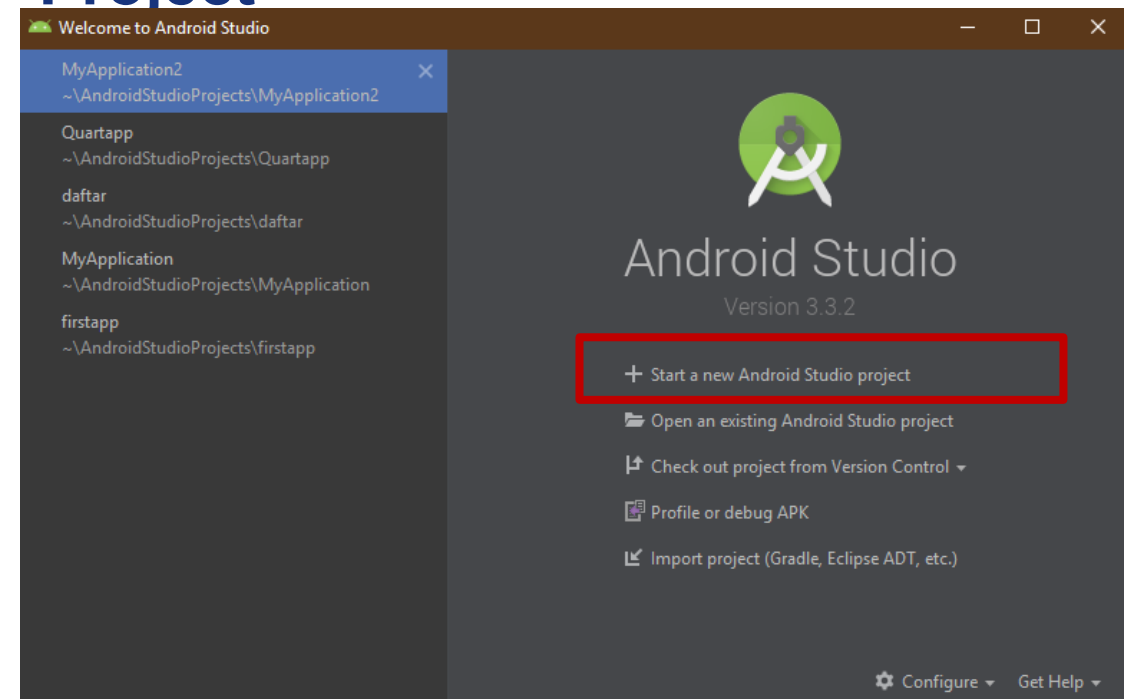 Project
Welcome to Android Studio
MyApplication2
~\AndroidStudioProjects\MyApplication2
Quartapp
~\AndroidStudioProjects\Quartapp
daftar
~\AndroidStudioProjects\daftar
MyApplication
~\AndroidStudioProjects\MyApplication
firstapp
~\AndroidStudioProjects\firstapp
Android Studio
Version 3.3.2
Start a new Android Studio project
Open an existing Android Studio project
Check out project from Version Control
Profile or debug APK
Import project (Gradle, Eclipse ADT, etc.)
Configure
Get Help